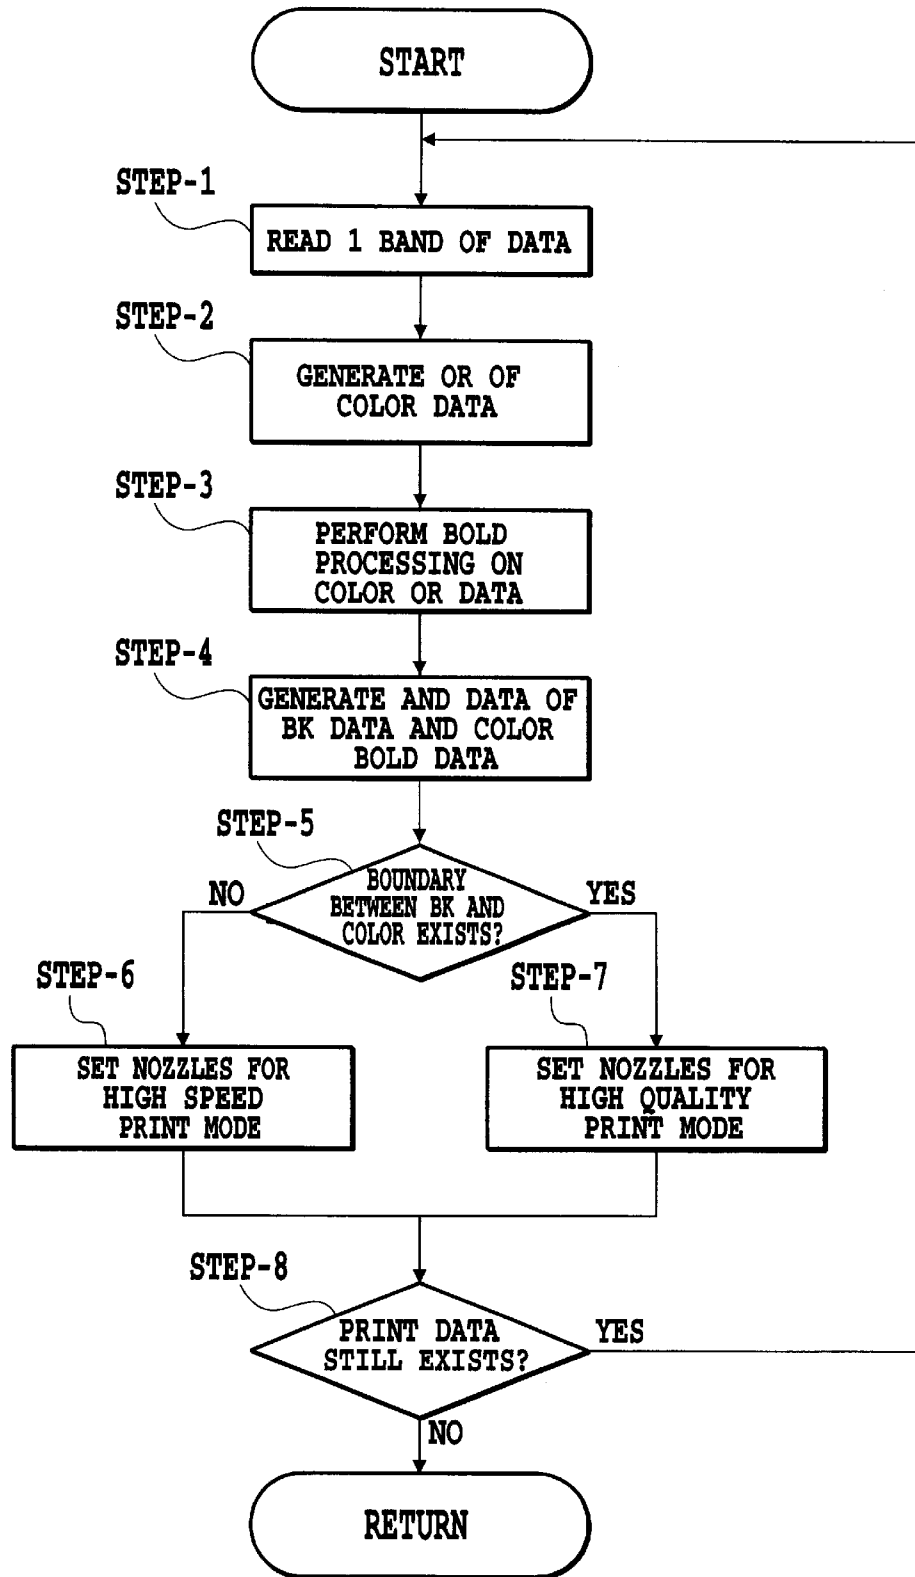 START
STEP-1
READ 1 BAND OF DATA
STEP-2
GENERATE OR OF
COLOR DATA
STEP-3
PERFORM BOLD
PROCESSING ON
COLOR OR DATA
STEP-4
GENERATE AND DATA OF
BK DATA AND COLOR
BOLD DATA
STEP-5
BOUNDARY
BETWEEN BK AND
COLOR EXISTS?
NO
YES
STEP-6
SET NOZZLES FOR
HIGH SPEED
PRINT MODE
STEP-7
SET NOZZLES FOR
HIGH QUALITY
PRINT MODE
STEP-8
PRINT DATA
STILL EXISTS?
YES
NO
RETURN